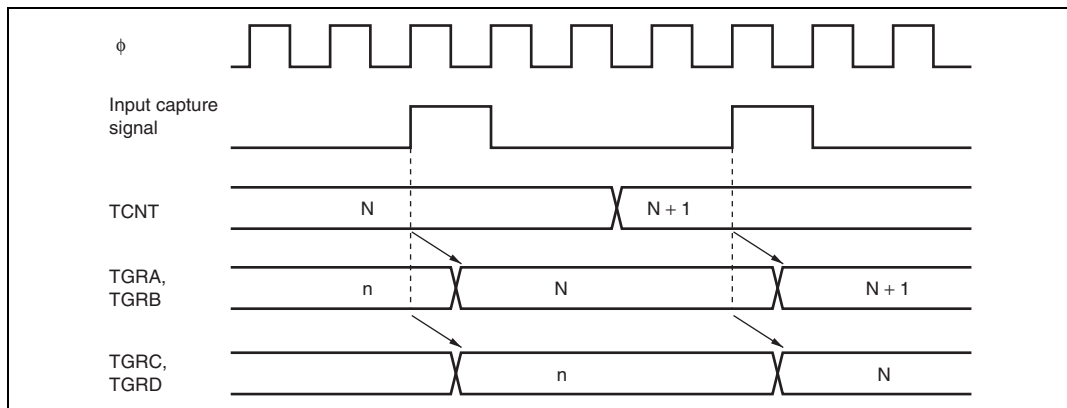 ϕ
Input capture
signal
TCNT
N
N + 1
TGRA,
TGRB
n
N
N + 1
TGRC,
TGRD
n
N